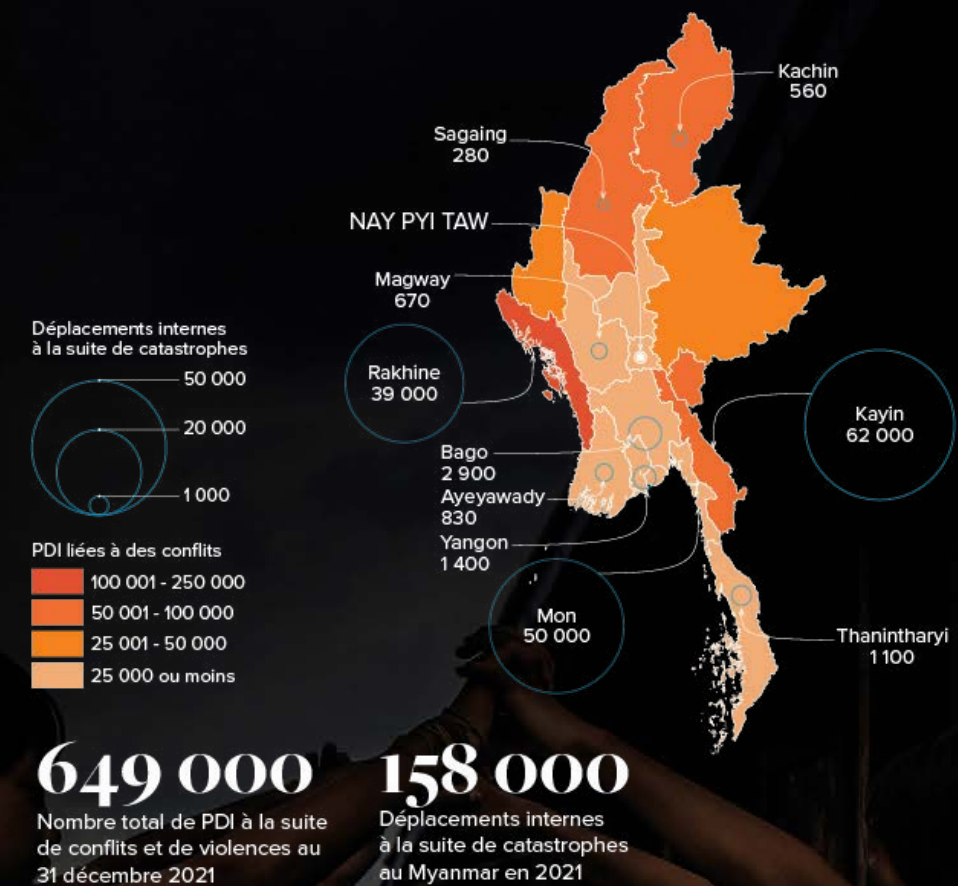 Kachin
560
Sagaing
280
NAY PYI TAW
Magway
670
Déplacements internes
à la suite de catastrophes
50 000
20 000
1 000
Rakhine
39 000
Kayin
62 000
Bago
2 900
Ayeyawady
830
Yangon
1 400
PDI liées à des conflits
100 001 - 250 000
50 001 - 100 000
25 001 - 50 000
25 000 ou moins
Mon
50 000
Thanintharyi
1 100
649 000
Nombre total de PDI à la suite
de conflits et de violences au
31 décembre 2021
158 000
Déplacements internes
à la suite de catastrophes
au Myanmar en 2021